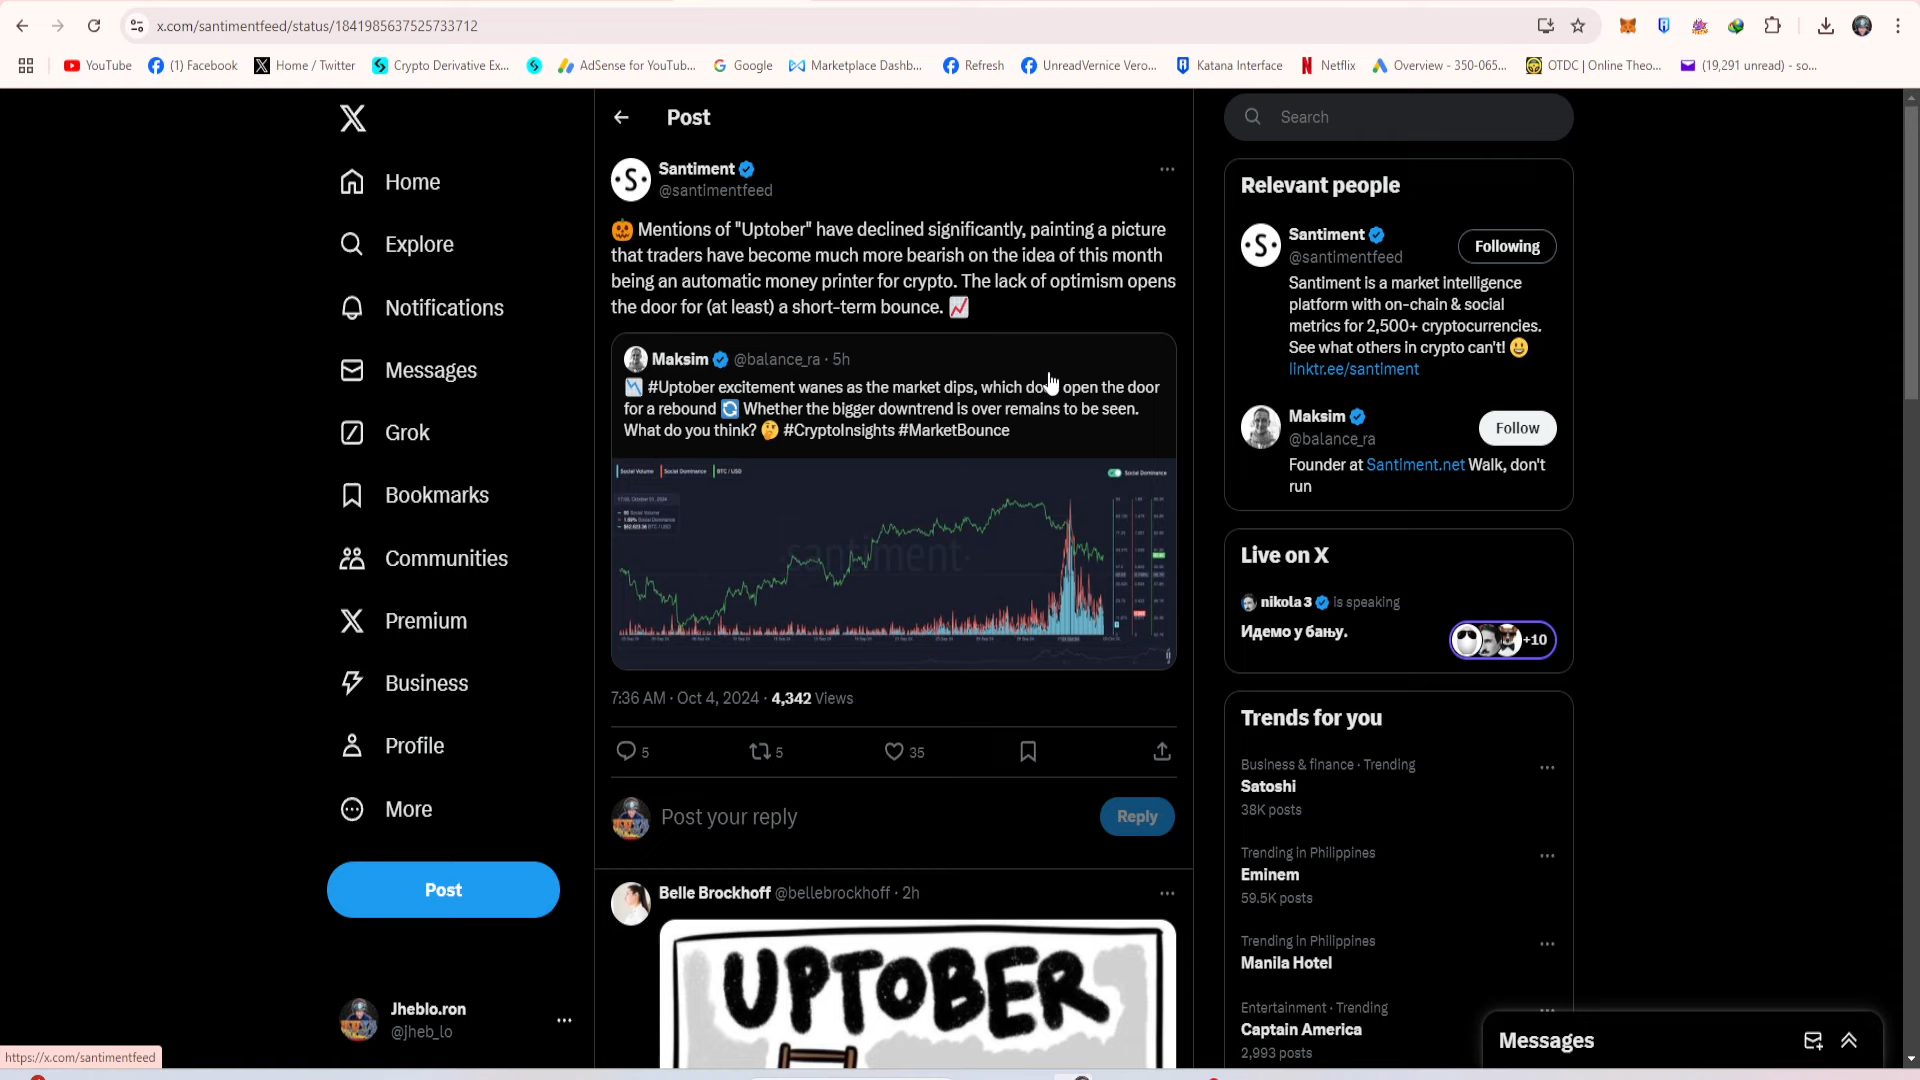 x.com/santimentfeed/status/1841985637525733712
YouTube
(1) Facebook
Home / Twitter
Crypto Derivative Ex...
AdSense for YouTub...
Google
Marketplace Dashb...
Refresh
UnreadVernice Vero...
Katana Interface
Netflix
Overview - 350-065...
OTDC | Online Theo...
(19,291 unread) - so...
Home
Explore
Notifications
Messages
Grok
Bookmarks
Communities
Premium
Business
Profile
More
Post
Jheblo.ron
@jheb_lo
https://x.com/santimentfeed
Post
Santiment
@santimentfeed
🎃 Mentions of "Uptober" have declined significantly, painting a picture
that traders have become much more bearish on the idea of this month
being an automatic money printer for crypto. The lack of optimism opens
the door for (at least) a short-term bounce. 📈
Maksim @balance_ra · 5h
📉 #Uptober excitement wanes as the market dips, which does open the door
for a rebound 🔄 Whether the bigger downtrend is over remains to be seen.
What do you think? 🤔 #CryptoInsights #MarketBounce
Social Volume Social Dominance BTC / USD
Social Dominance
·santiment·
7:36 AM · Oct 4, 2024 · 4,342 Views
5
5
35
Post your reply
Reply
Belle Brockhoff @bellebrockhoff · 2h
UPTOBER
Search
Relevant people
Santiment
@santimentfeed
Following
Santiment is a market intelligence
platform with on-chain & social
metrics for 2,500+ cryptocurrencies.
See what others in crypto can't! 😀
linktr.ee/santiment
Maksim
@balance_ra
Follow
Founder at Santiment.net Walk, don't
run
Live on X
nikola 3 is speaking
Идемо у бању.
+10
Trends for you
Business & finance · Trending
Satoshi
38K posts
Trending in Philippines
Eminem
59.5K posts
Trending in Philippines
Manila Hotel
Entertainment · Trending
Captain America
2,993 posts
Messages